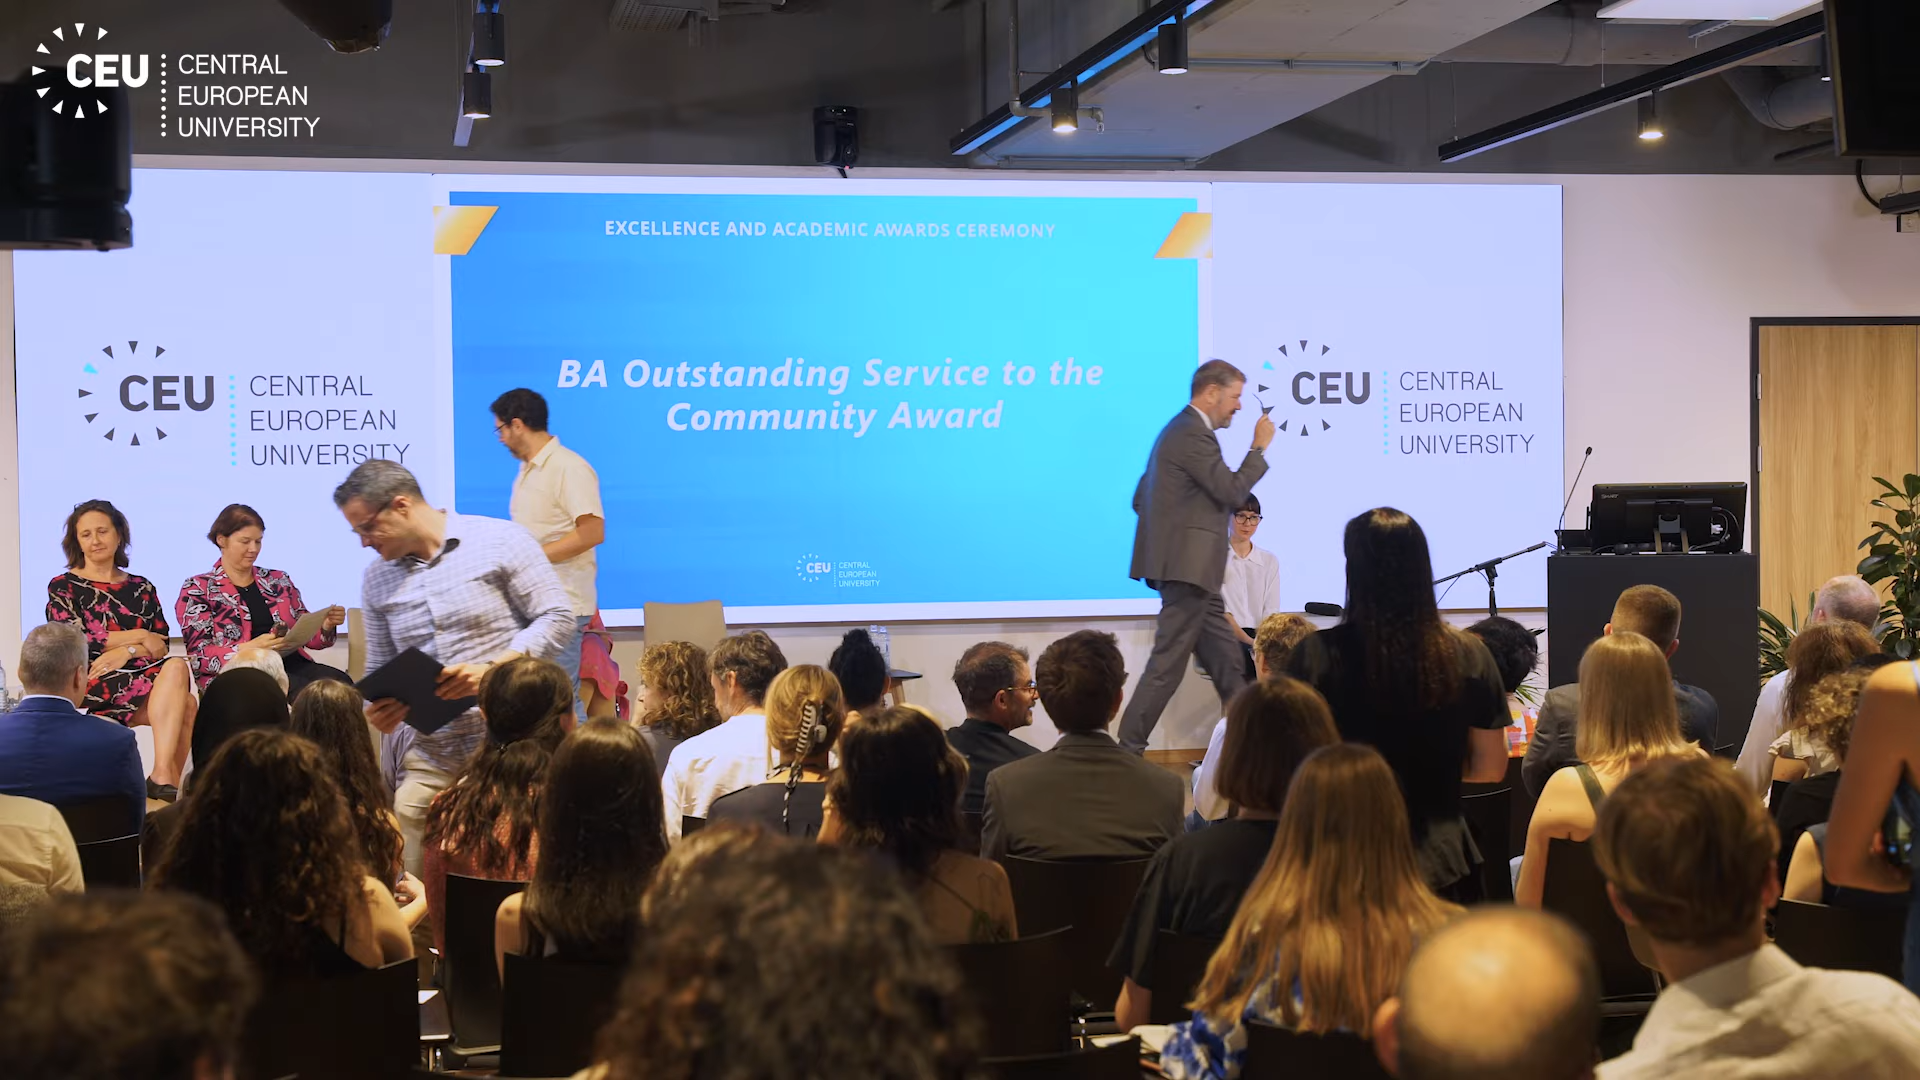 CEU
CENTRAL
EUROPEAN
UNIVERSITY
EXCELLENCE AND ACADEMIC AWARDS CEREMONY
BA Outstanding Service to the
Community Award
CEU
CENTRAL
EUROPEAN
UNIVERSITY
CEU
CENTRAL
EUROPEAN
UNIVERSITY
CEU
CENTRAL
EUROPEAN
UNIVERSITY
SMART